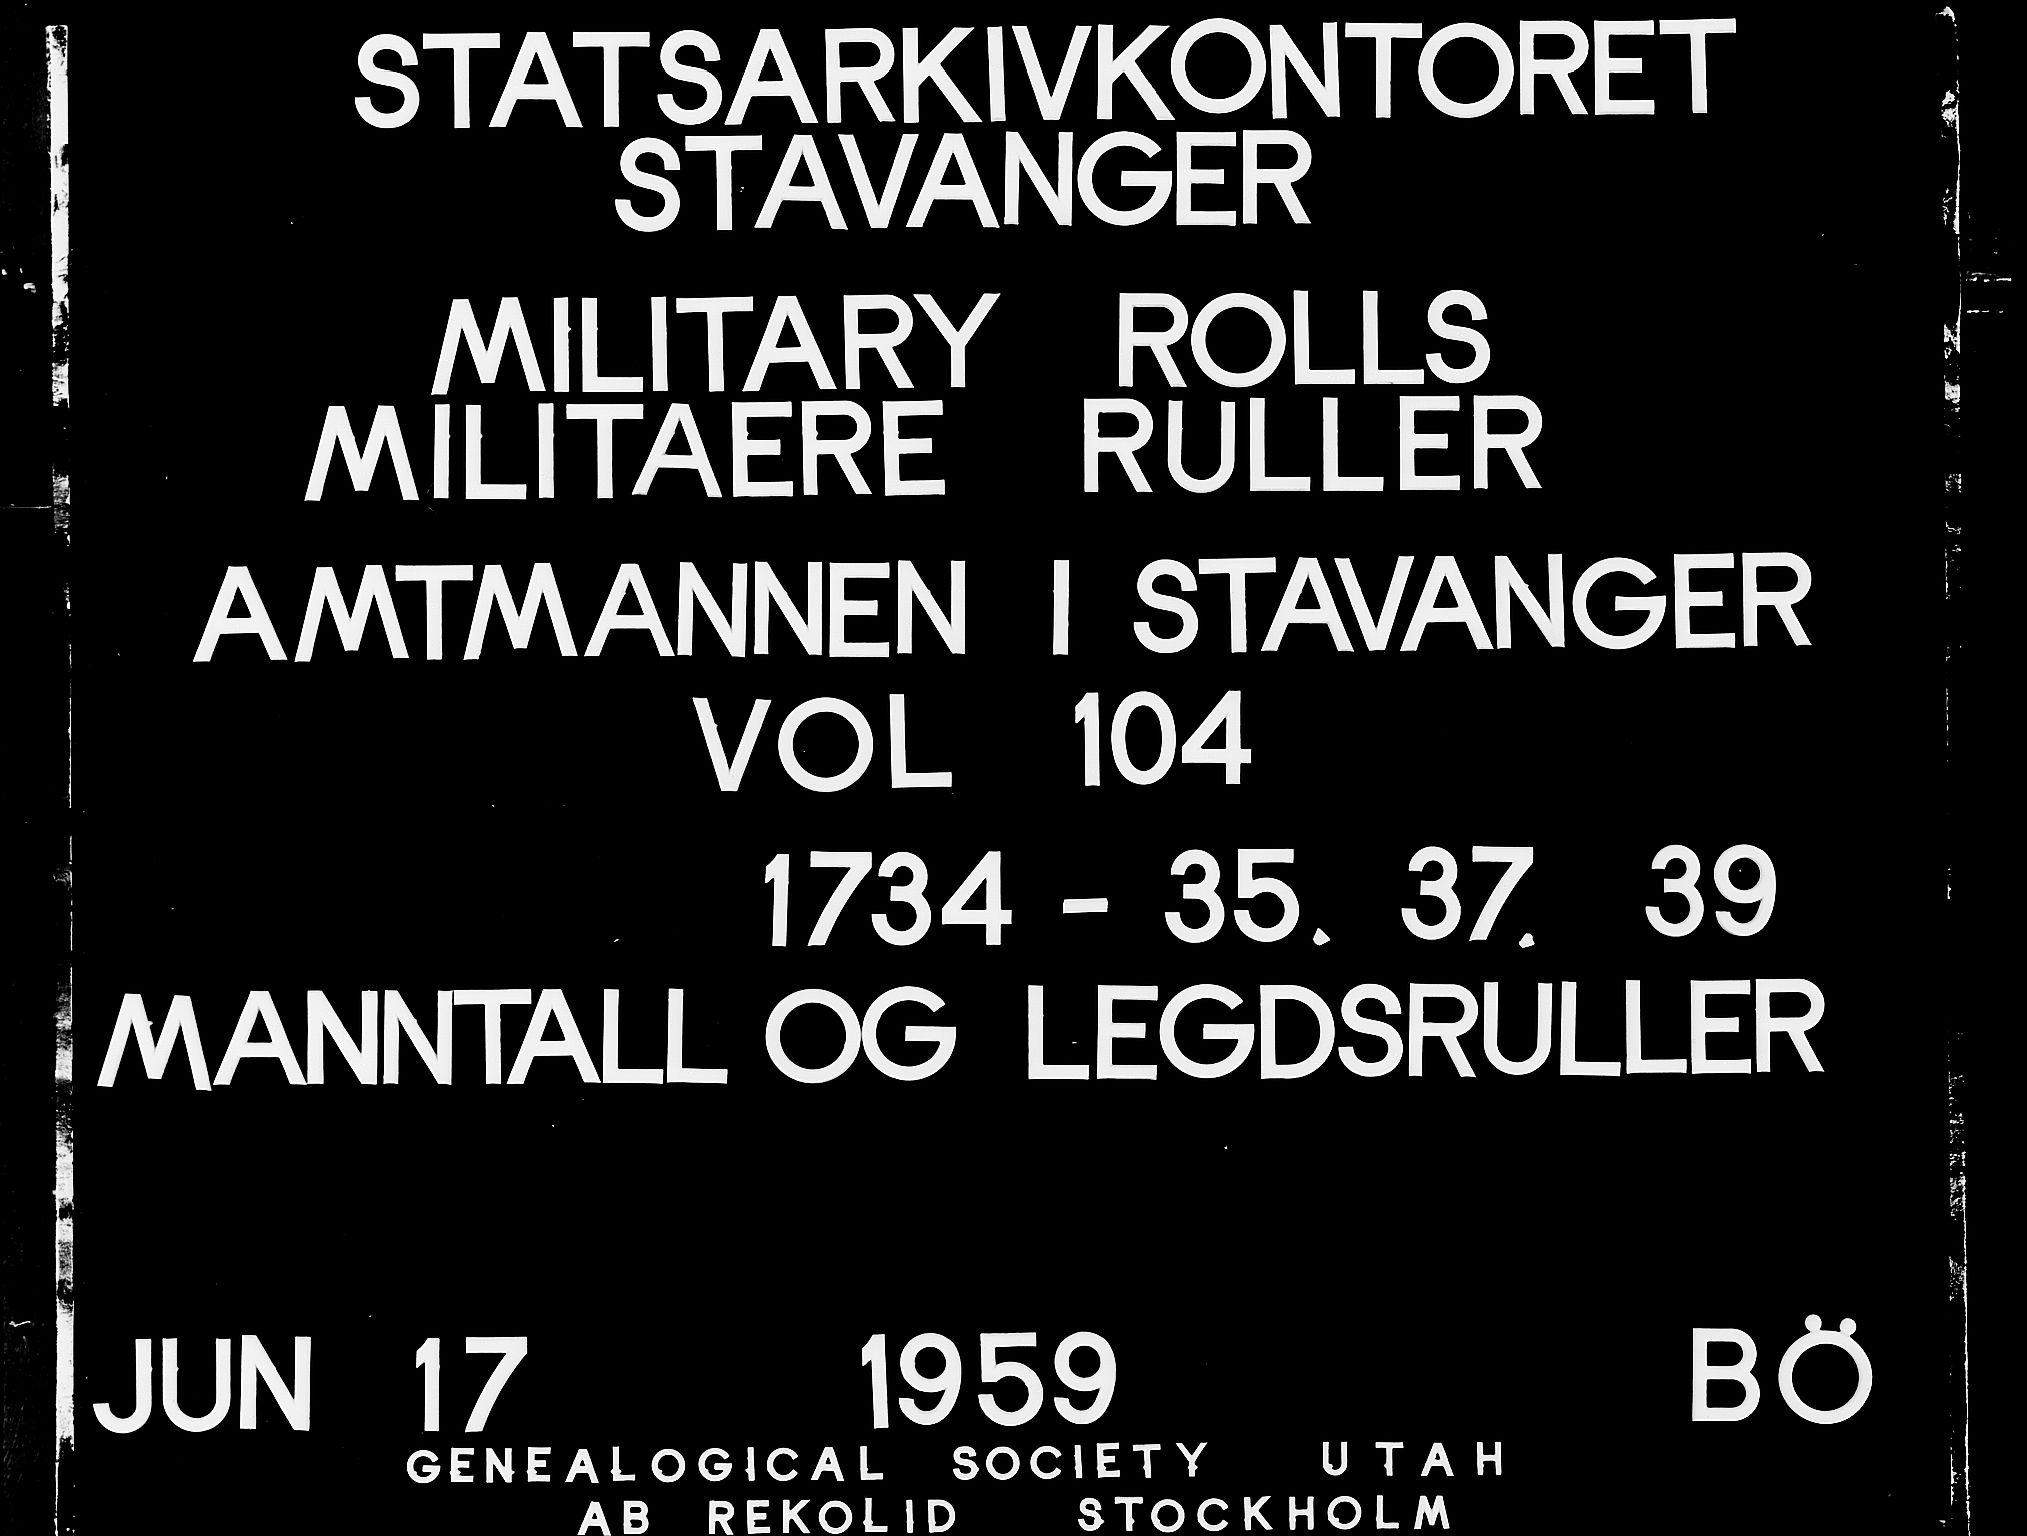 STATSARKIVKONTORET
STAVANGER
MILITARY ROLLS
MILITAERE RULLER
AMTMANNEN I STAVANGER
VOL 104
1734 - 35. 37. 39
MANNTALL OG LEGDSRULLER
JUN 17 1959 BÖ
GENEALOGICAL SOCIETY UTAH
AB REKOLID STOCKHOLM